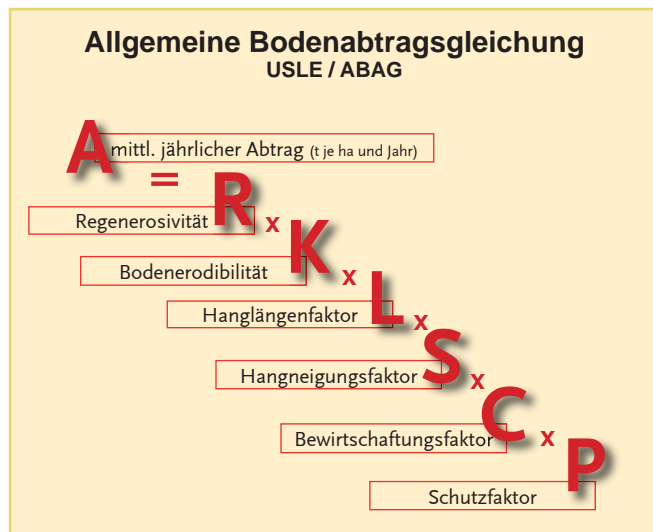 Allgemeine Bodenabtragsgleichung
USLE / ABAG
A mittl. jährlicher Abtrag (t je ha und Jahr)
=
Regenerosivität R x
Bodenerodibilität K x
Hanglängenfaktor L x
Hangneigungsfaktor S x
Bewirtschaftungsfaktor C x
Schutzfaktor P